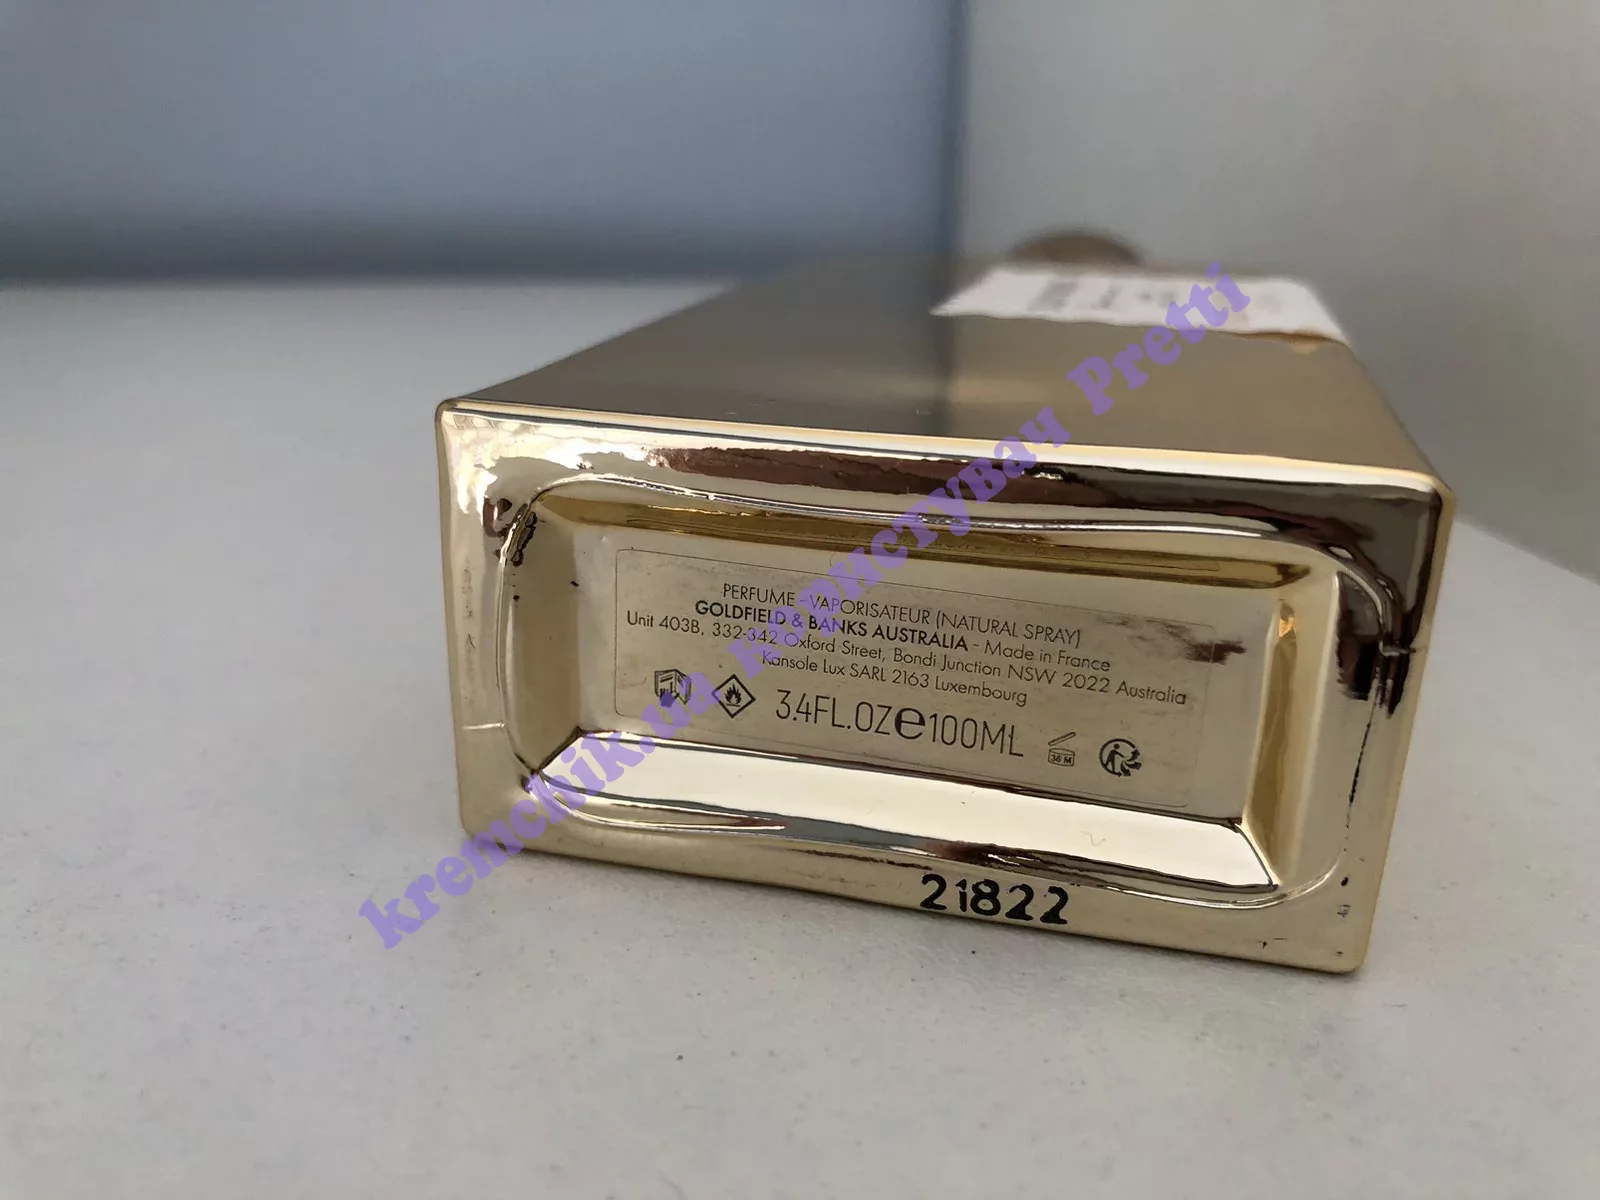 PERFUME - VAPORISATEUR (NATURAL SPRAY)
GOLDFIELD & BANKS AUSTRALIA - Made in France
Unit 403B, 332-342 Oxford Street, Bondi Junction NSW 2022 Australia
Kansole Lux SARL 2163 Luxembourg
3.4FL.OZ e 100ML
36 M
21822
kremchik.ua користувач Pretti